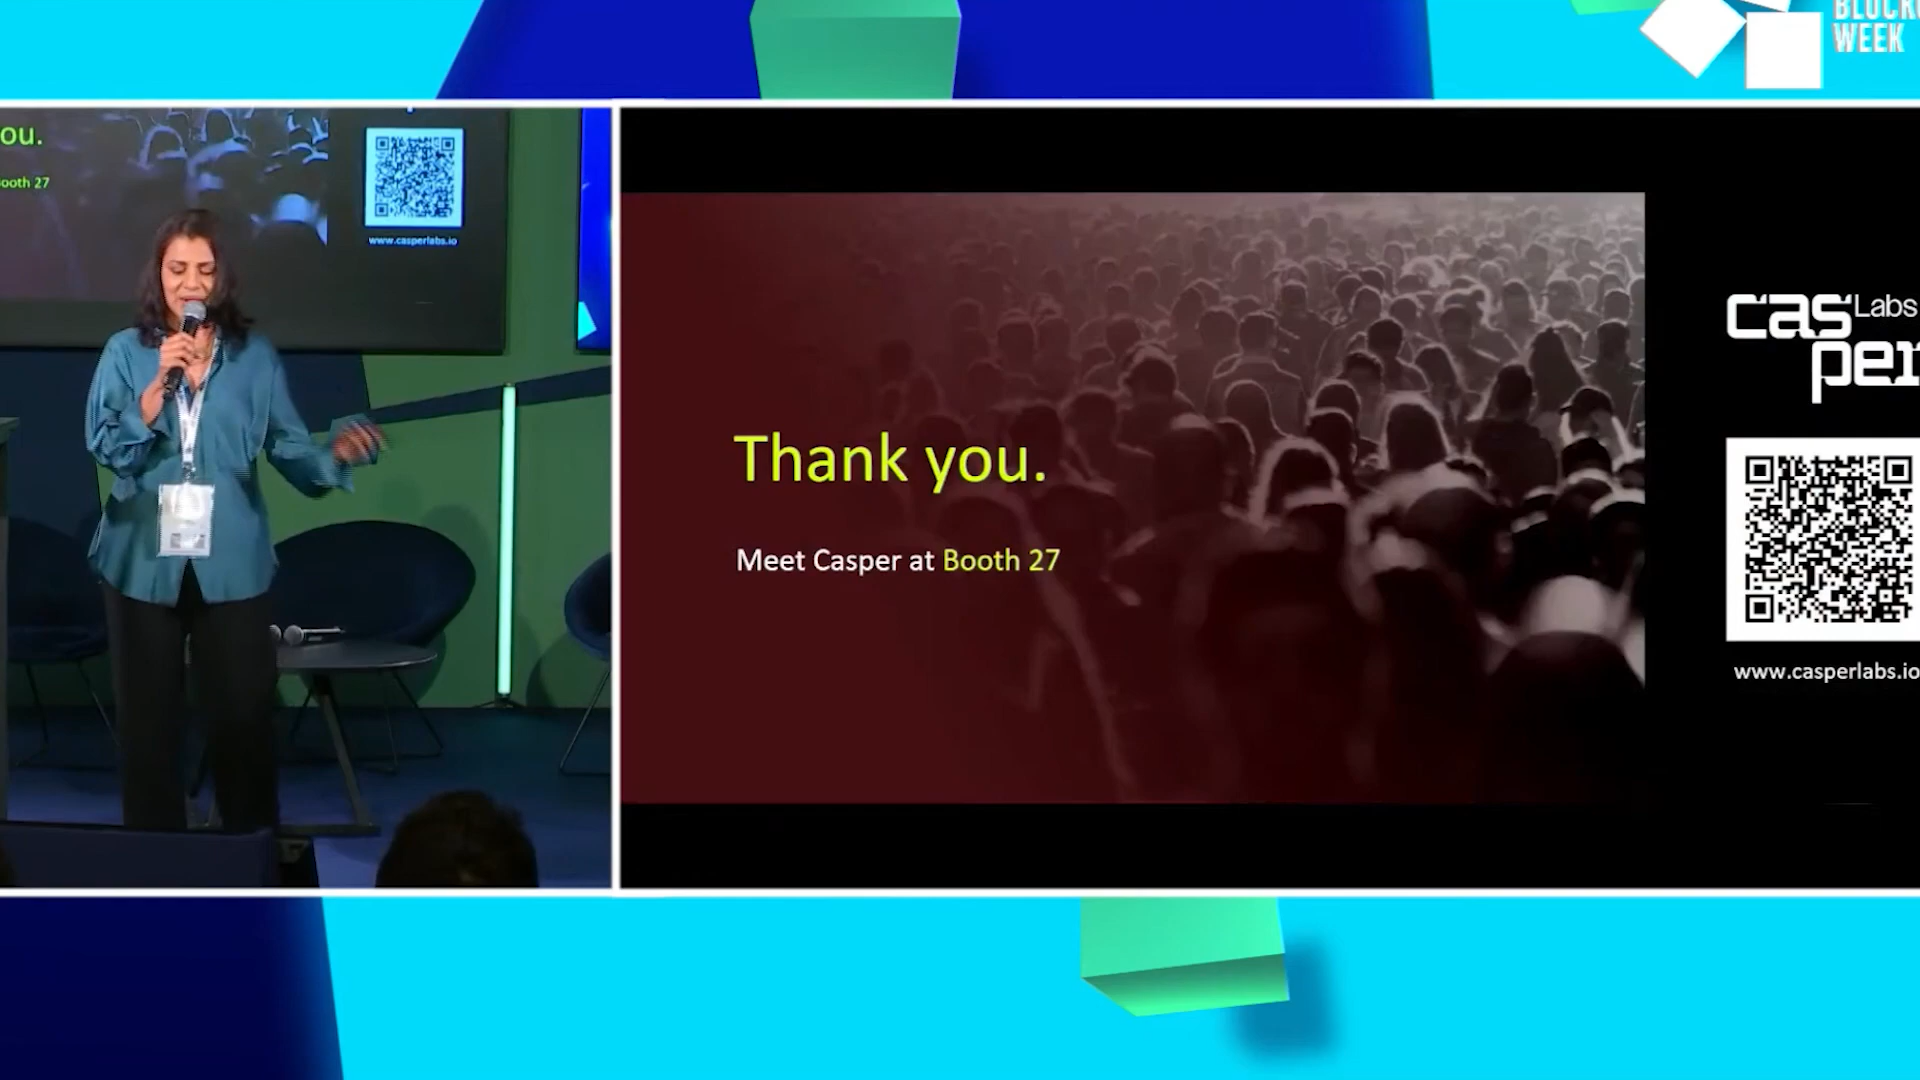 WEEK
ou.
ooth 27
www.casperlabs.io
Thank you.
Meet Casper at Booth 27
cas Labs
per
www.casperlabs.io